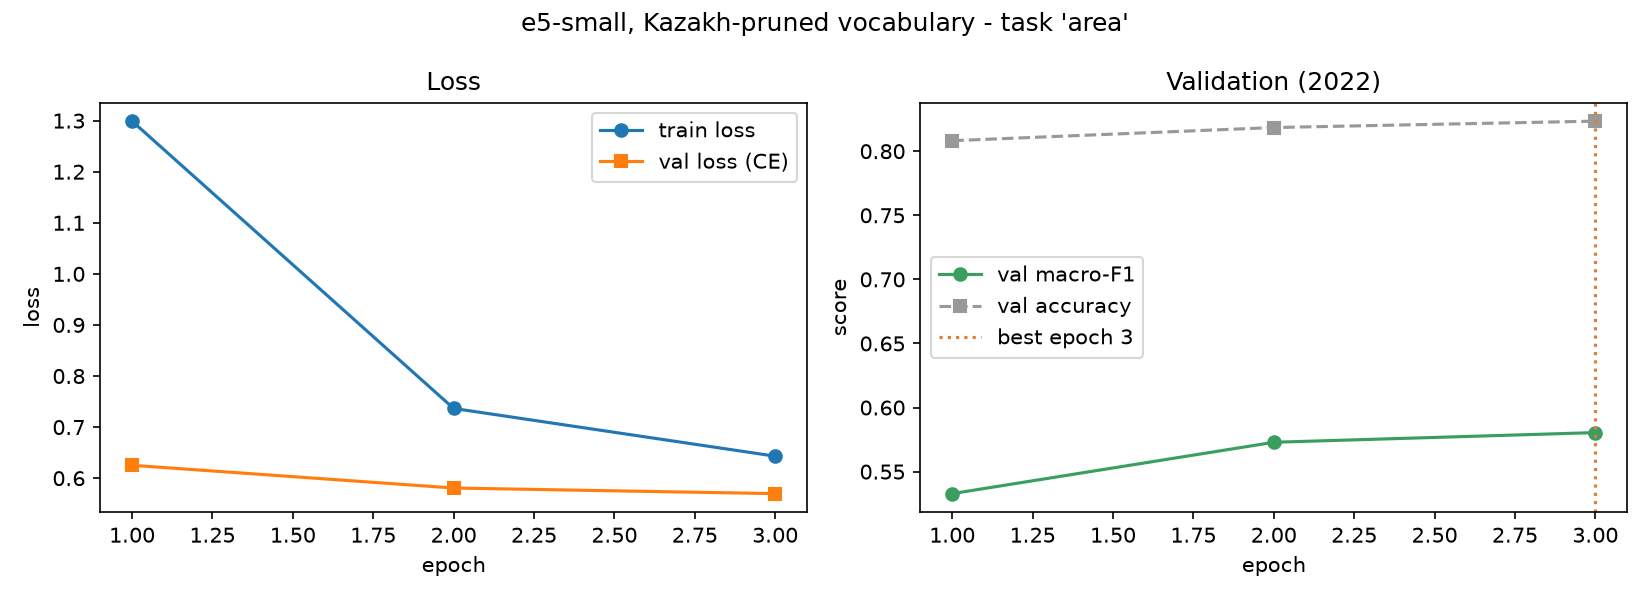 e5-small, Kazakh-pruned vocabulary - task 'area'
Loss
train loss
val loss (CE)
1.3
1.2
1.1
1.0
0.9
0.8
0.7
0.6
loss
1.00 1.25 1.50 1.75 2.00 2.25 2.50 2.75 3.00
epoch
Validation (2022)
0.80
0.75
0.70
0.65
0.60
0.55
score
val macro-F1
val accuracy
best epoch 3
1.00 1.25 1.50 1.75 2.00 2.25 2.50 2.75 3.00
epoch